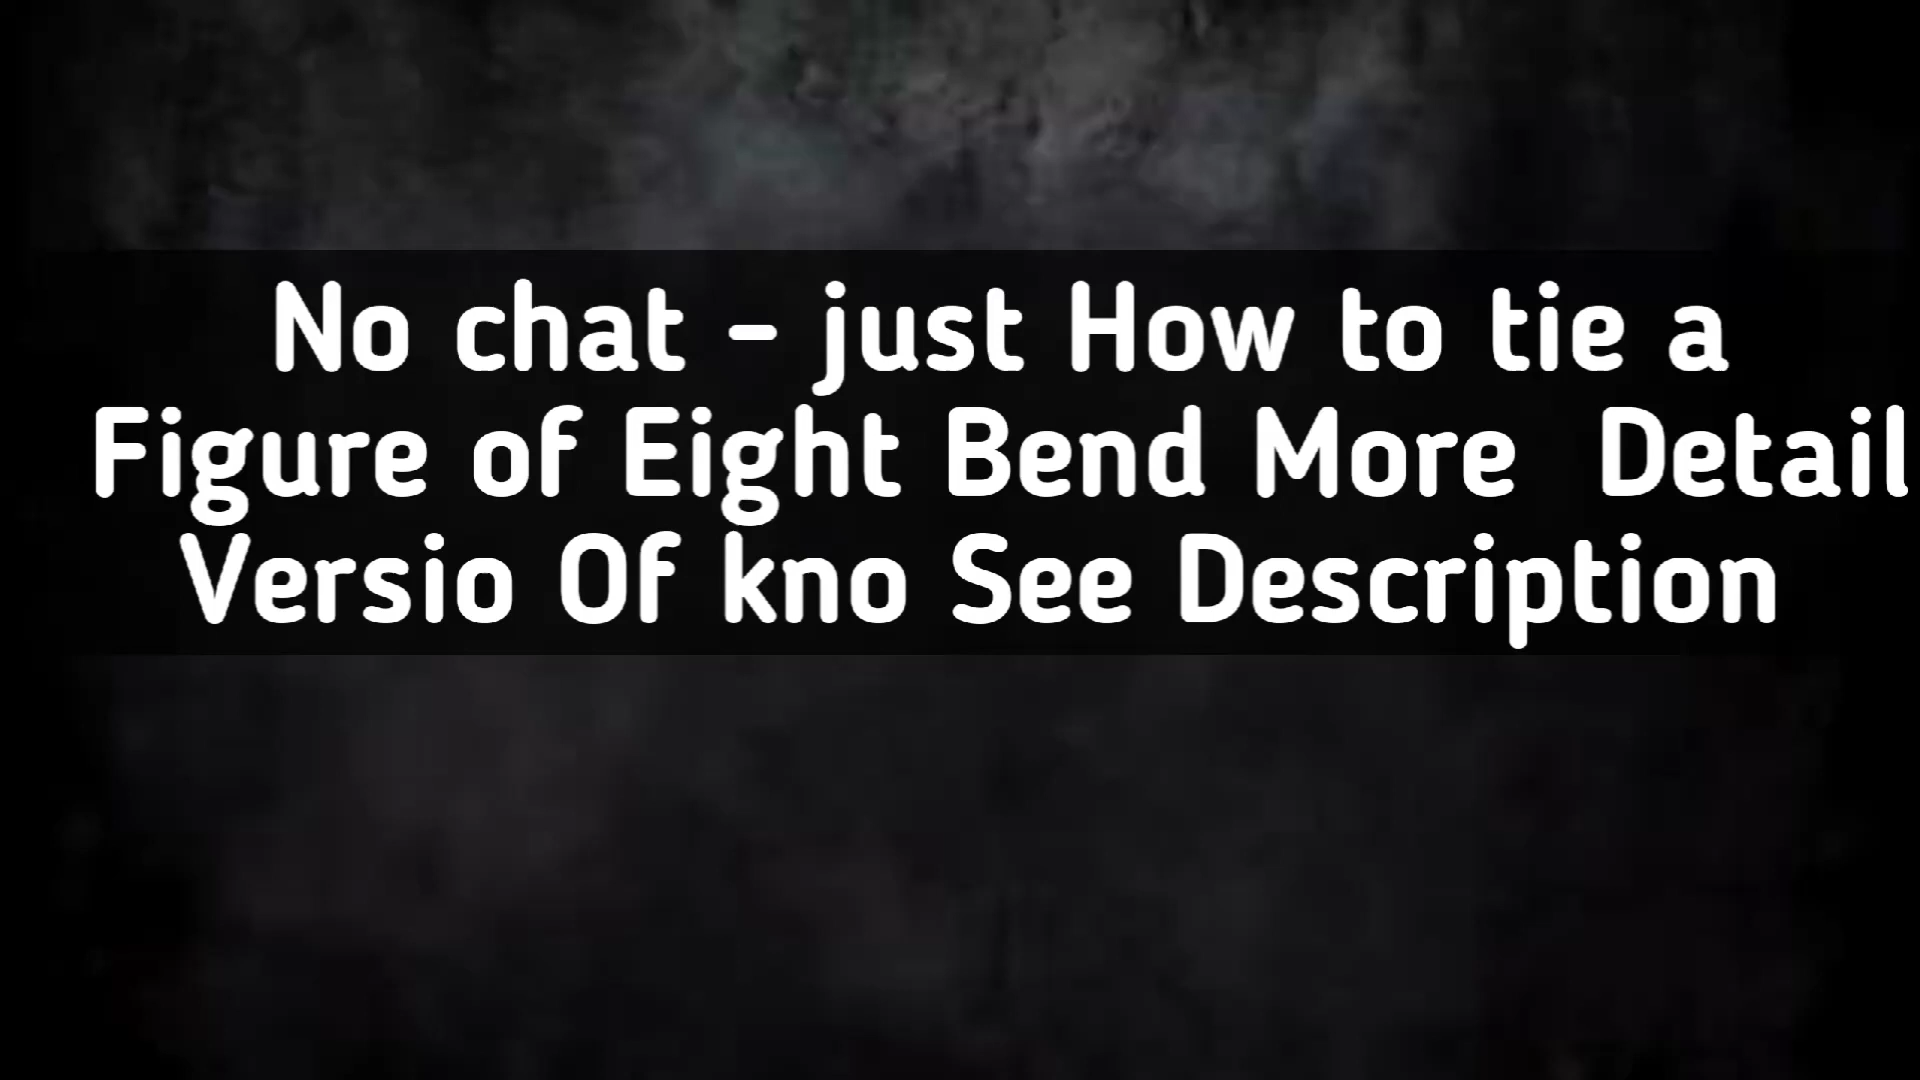 No chat - just How to tie a
Figure of Eight Bend More  Detail
Versio Of kno See Description